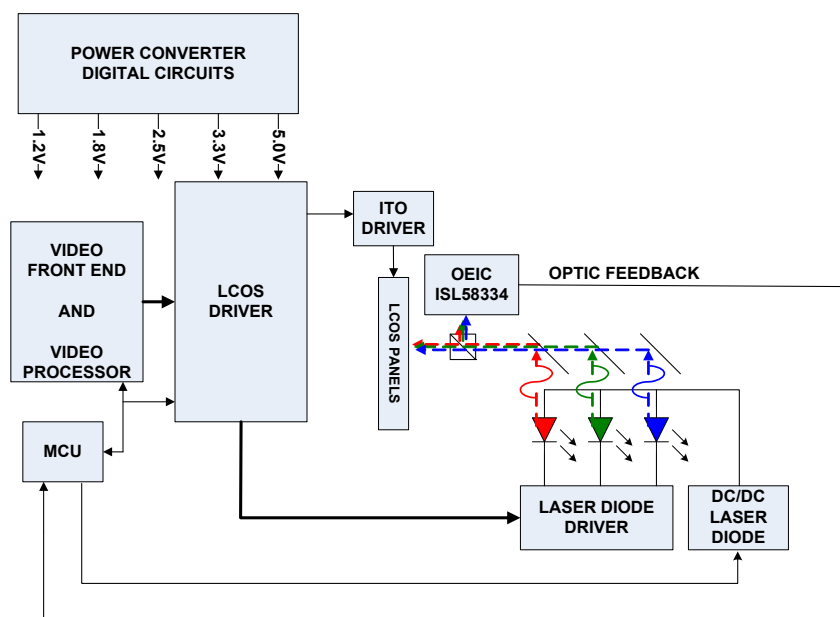 POWER CONVERTER
DIGITAL CIRCUITS
1.2V
1.8V
2.5V
3.3V
5.0V
VIDEO
FRONT END
AND
VIDEO
PROCESSOR
LCOS
DRIVER
ITO
DRIVER
OEIC
ISL58334
OPTIC FEEDBACK
LCOS PANELS
MCU
LASER DIODE
DRIVER
DC/DC
LASER
DIODE